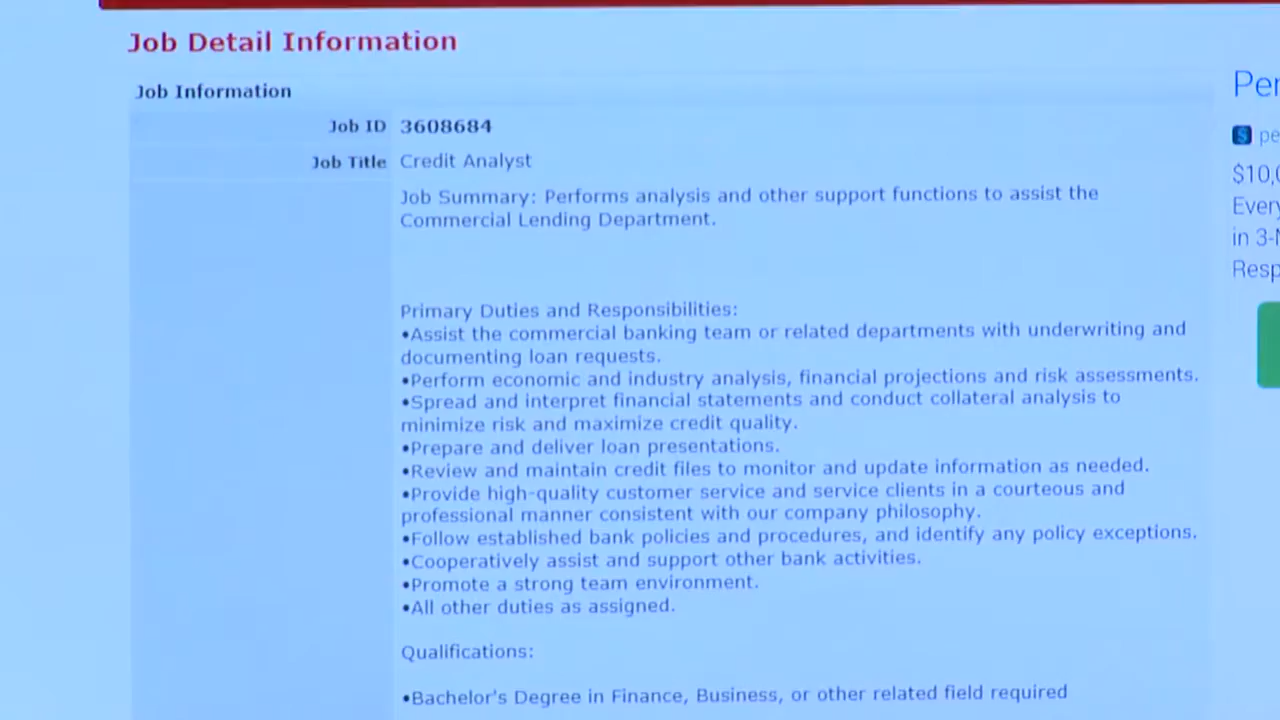 Job Detail Information
Job Information
Job ID 3608684
Job Title Credit Analyst
Job Summary: Performs analysis and other support functions to assist the
Commercial Lending Department.
Primary Duties and Responsibilities:
•Assist the commercial banking team or related departments with underwriting and
documenting loan requests.
•Perform economic and industry analysis, financial projections and risk assessments.
•Spread and interpret financial statements and conduct collateral analysis to
minimize risk and maximize credit quality.
•Prepare and deliver loan presentations.
•Review and maintain credit files to monitor and update information as needed.
•Provide high-quality customer service and service clients in a courteous and
professional manner consistent with our company philosophy.
•Follow established bank policies and procedures, and identify any policy exceptions.
•Cooperatively assist and support other bank activities.
•Promote a strong team environment.
•All other duties as assigned.
Qualifications:
•Bachelor's Degree in Finance, Business, or other related field required
in